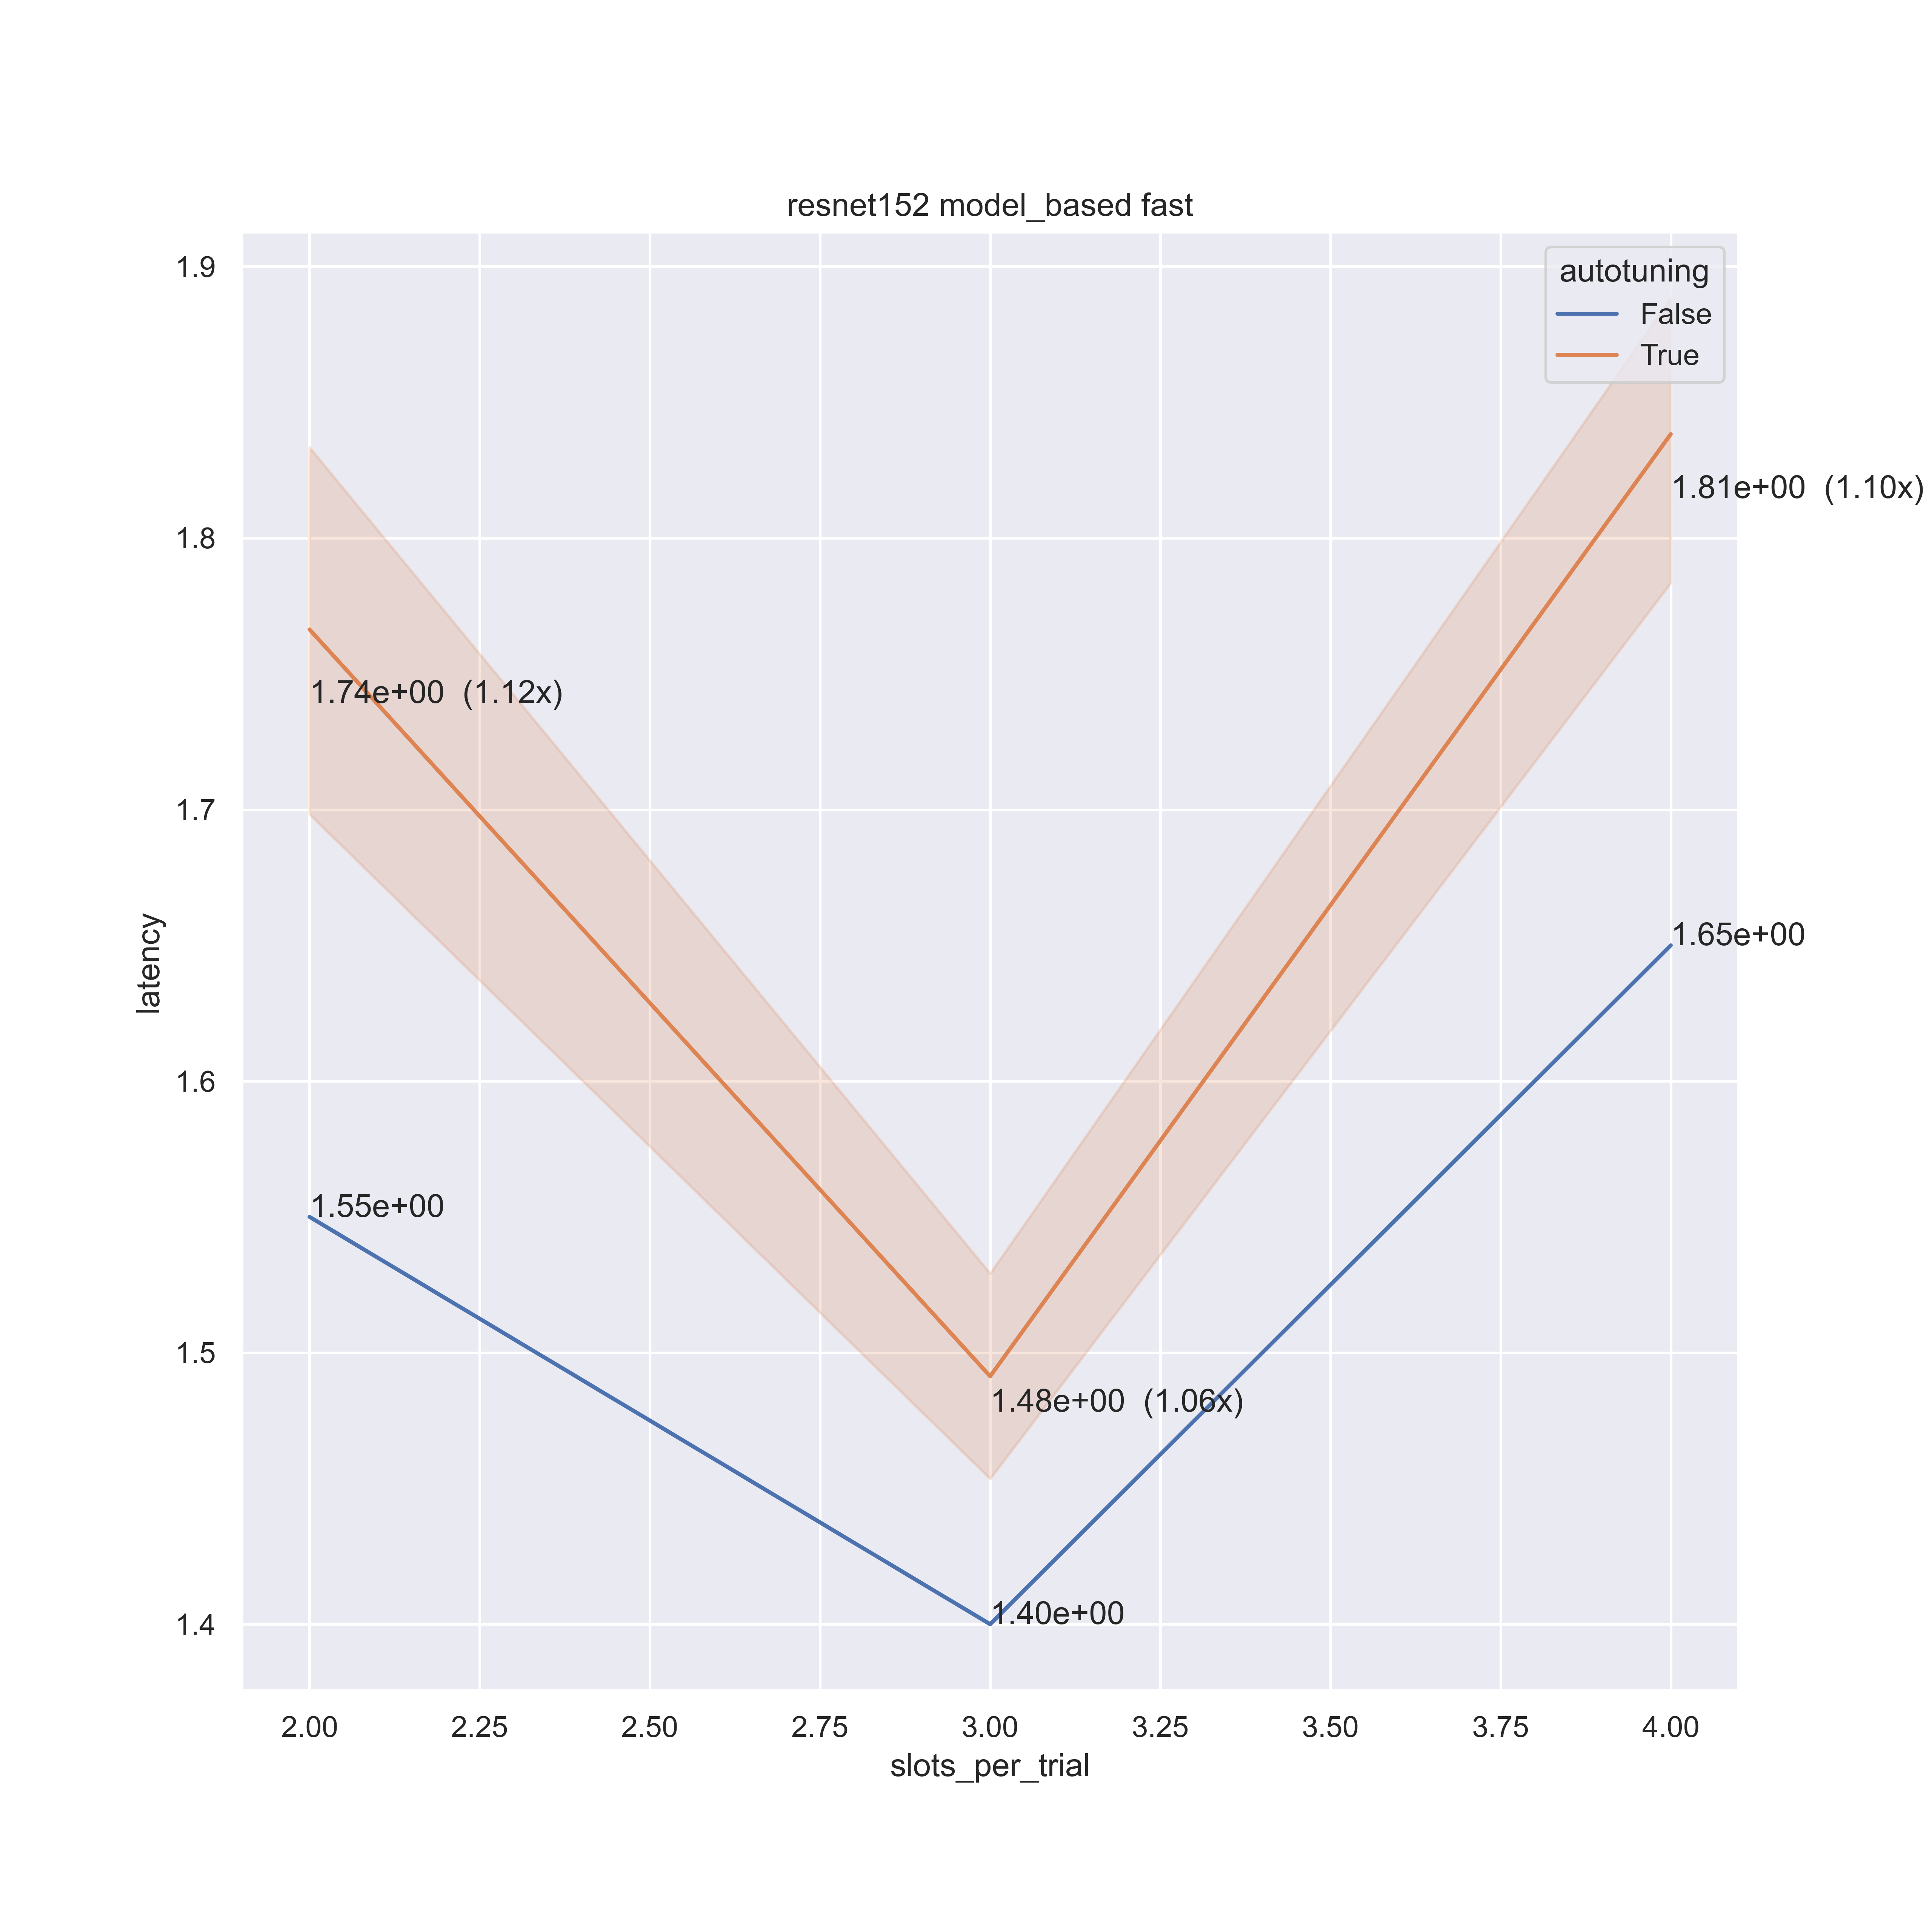 resnet152 model_based fast
autotuning
False
True
1.9
1.8
1.7
1.6
1.5
1.4
latency
1.81e+00  (1.10x)
1.74e+00  (1.12x)
1.65e+00
1.55e+00
1.48e+00  (1.06x)
1.40e+00
2.00 2.25 2.50 2.75 3.00 3.25 3.50 3.75 4.00
slots_per_trial